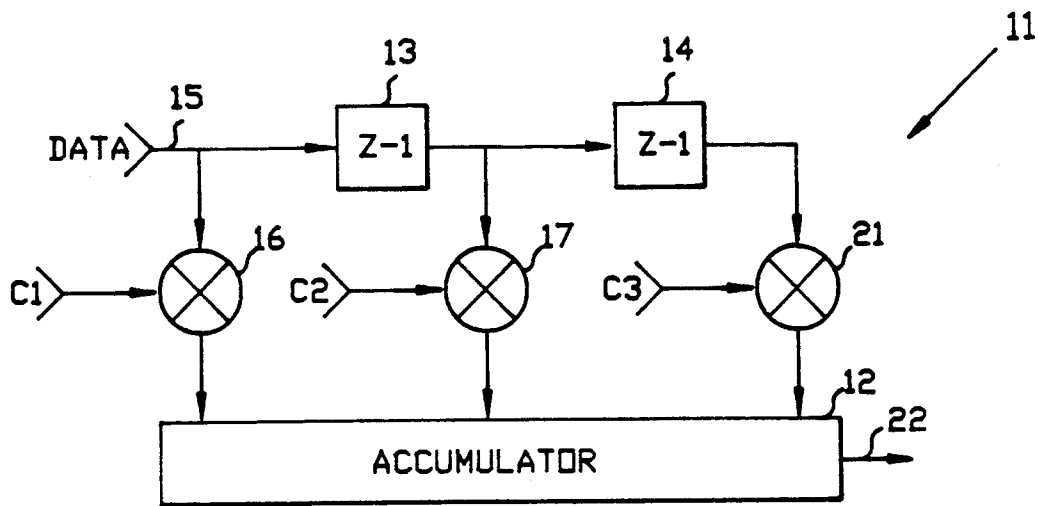 11
13
14
15
DATA
Z-1
Z-1
16
17
21
C1
C2
C3
12
22
ACCUMULATOR